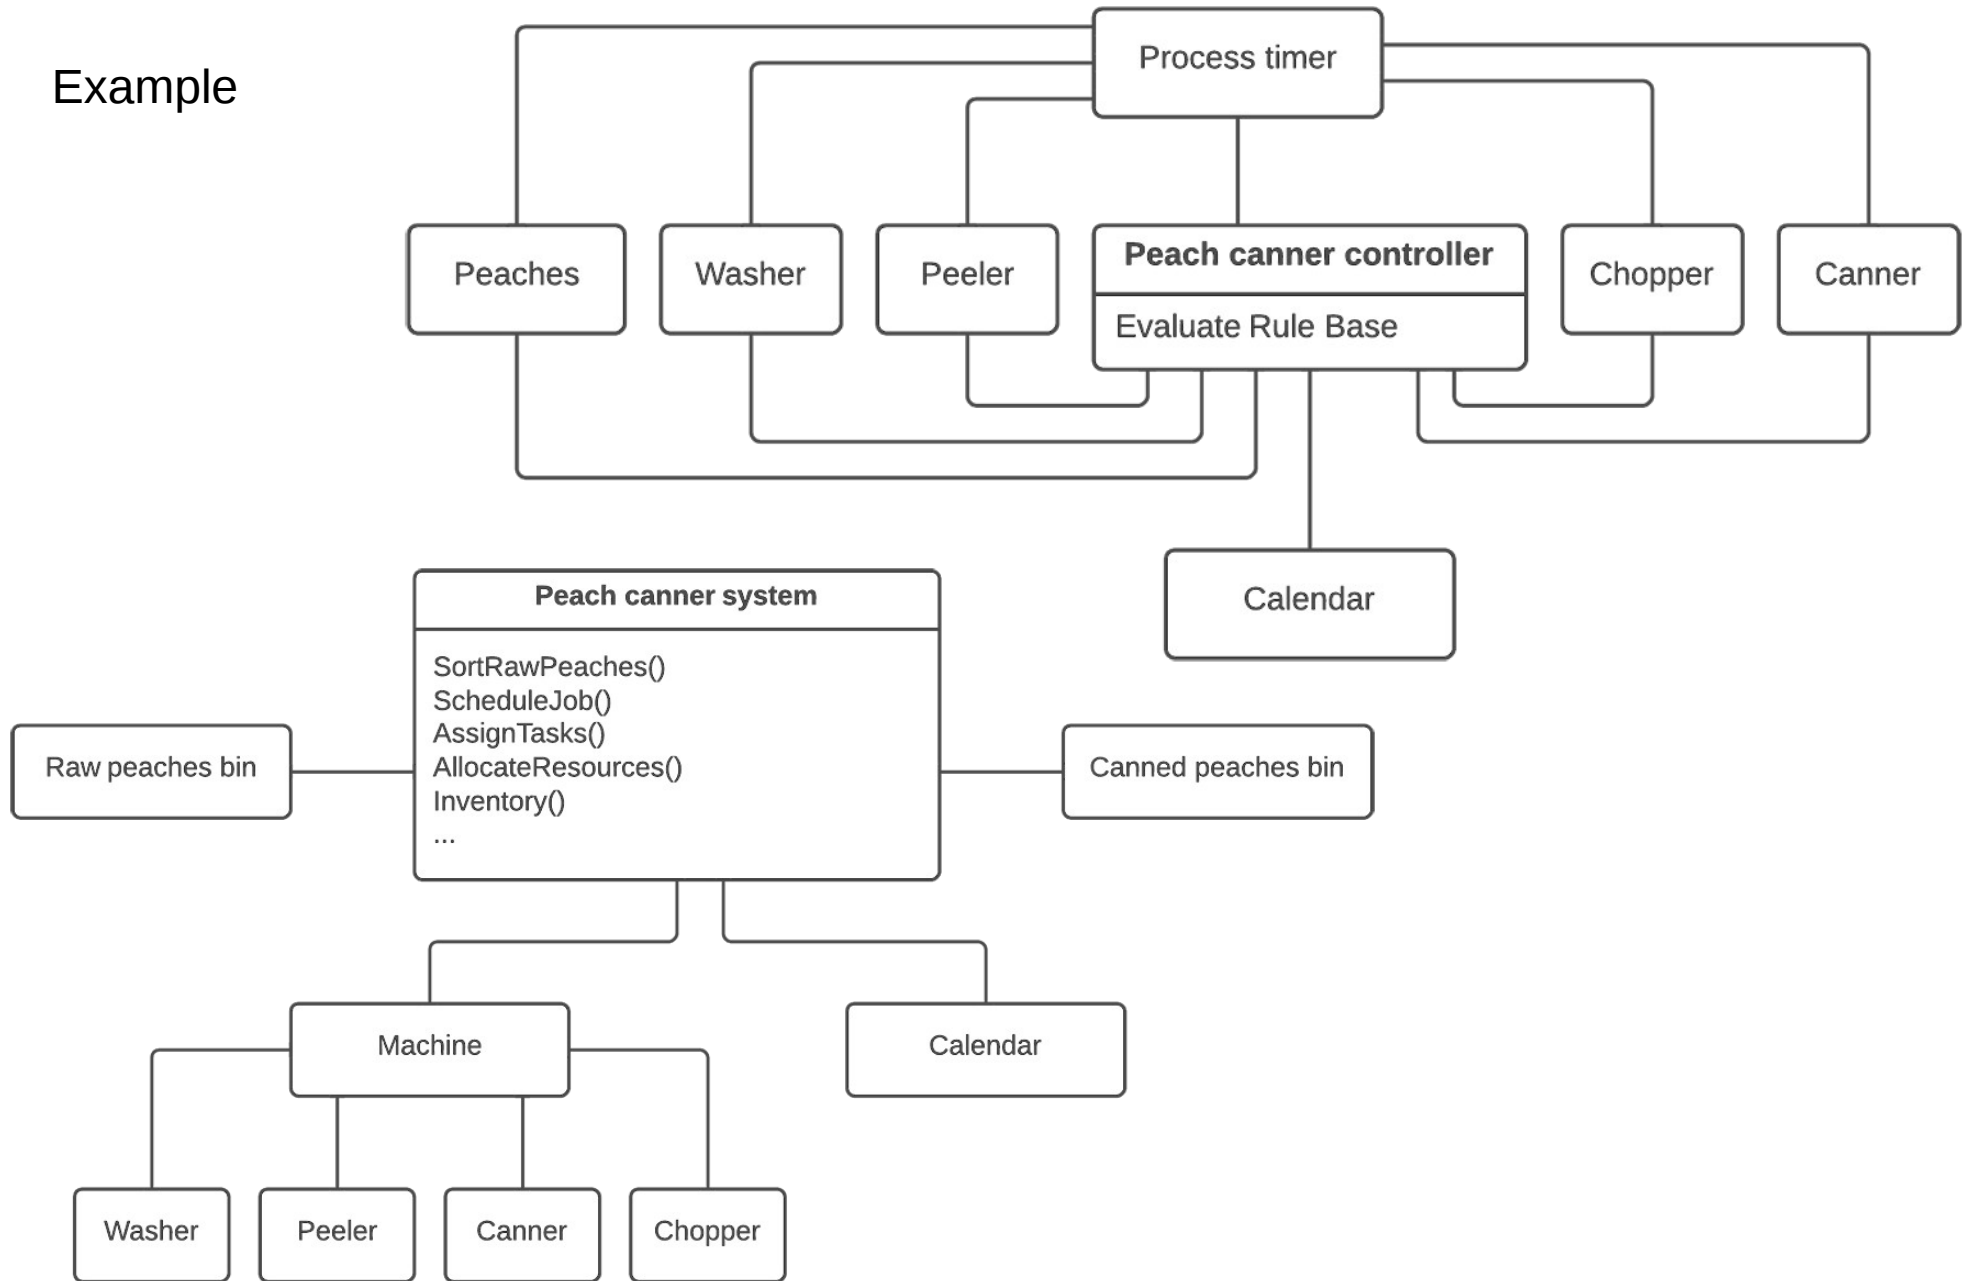 Example
Process timer
Peaches
Washer
Peeler
Peach canner controller
Evaluate Rule Base
Chopper
Canner
Calendar
Peach canner system
SortRawPeaches()
ScheduleJob()
AssignTasks()
AllocateResources()
Inventory()
...
Raw peaches bin
Canned peaches bin
Machine
Calendar
Washer
Peeler
Canner
Chopper